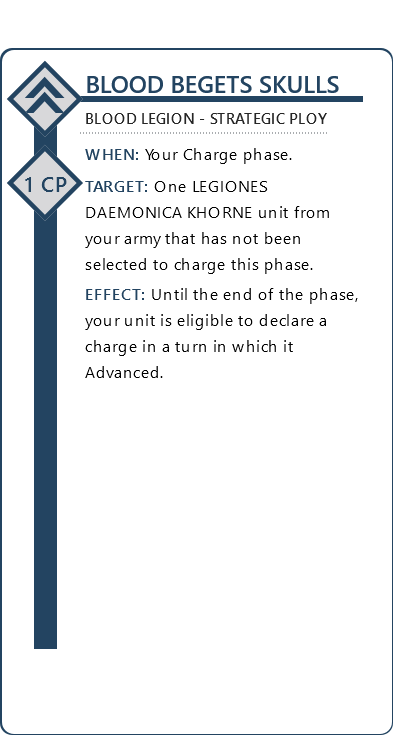 BLOOD BEGETS SKULLS
BLOOD LEGION - STRATEGIC PLOY
WHEN: Your Charge phase.
1 CP
TARGET: One LEGIONES
DAEMONICA KHORNE unit from
your army that has not been
selected to charge this phase.
EFFECT: Until the end of the phase,
your unit is eligible to declare a
charge in a turn in which it
Advanced.